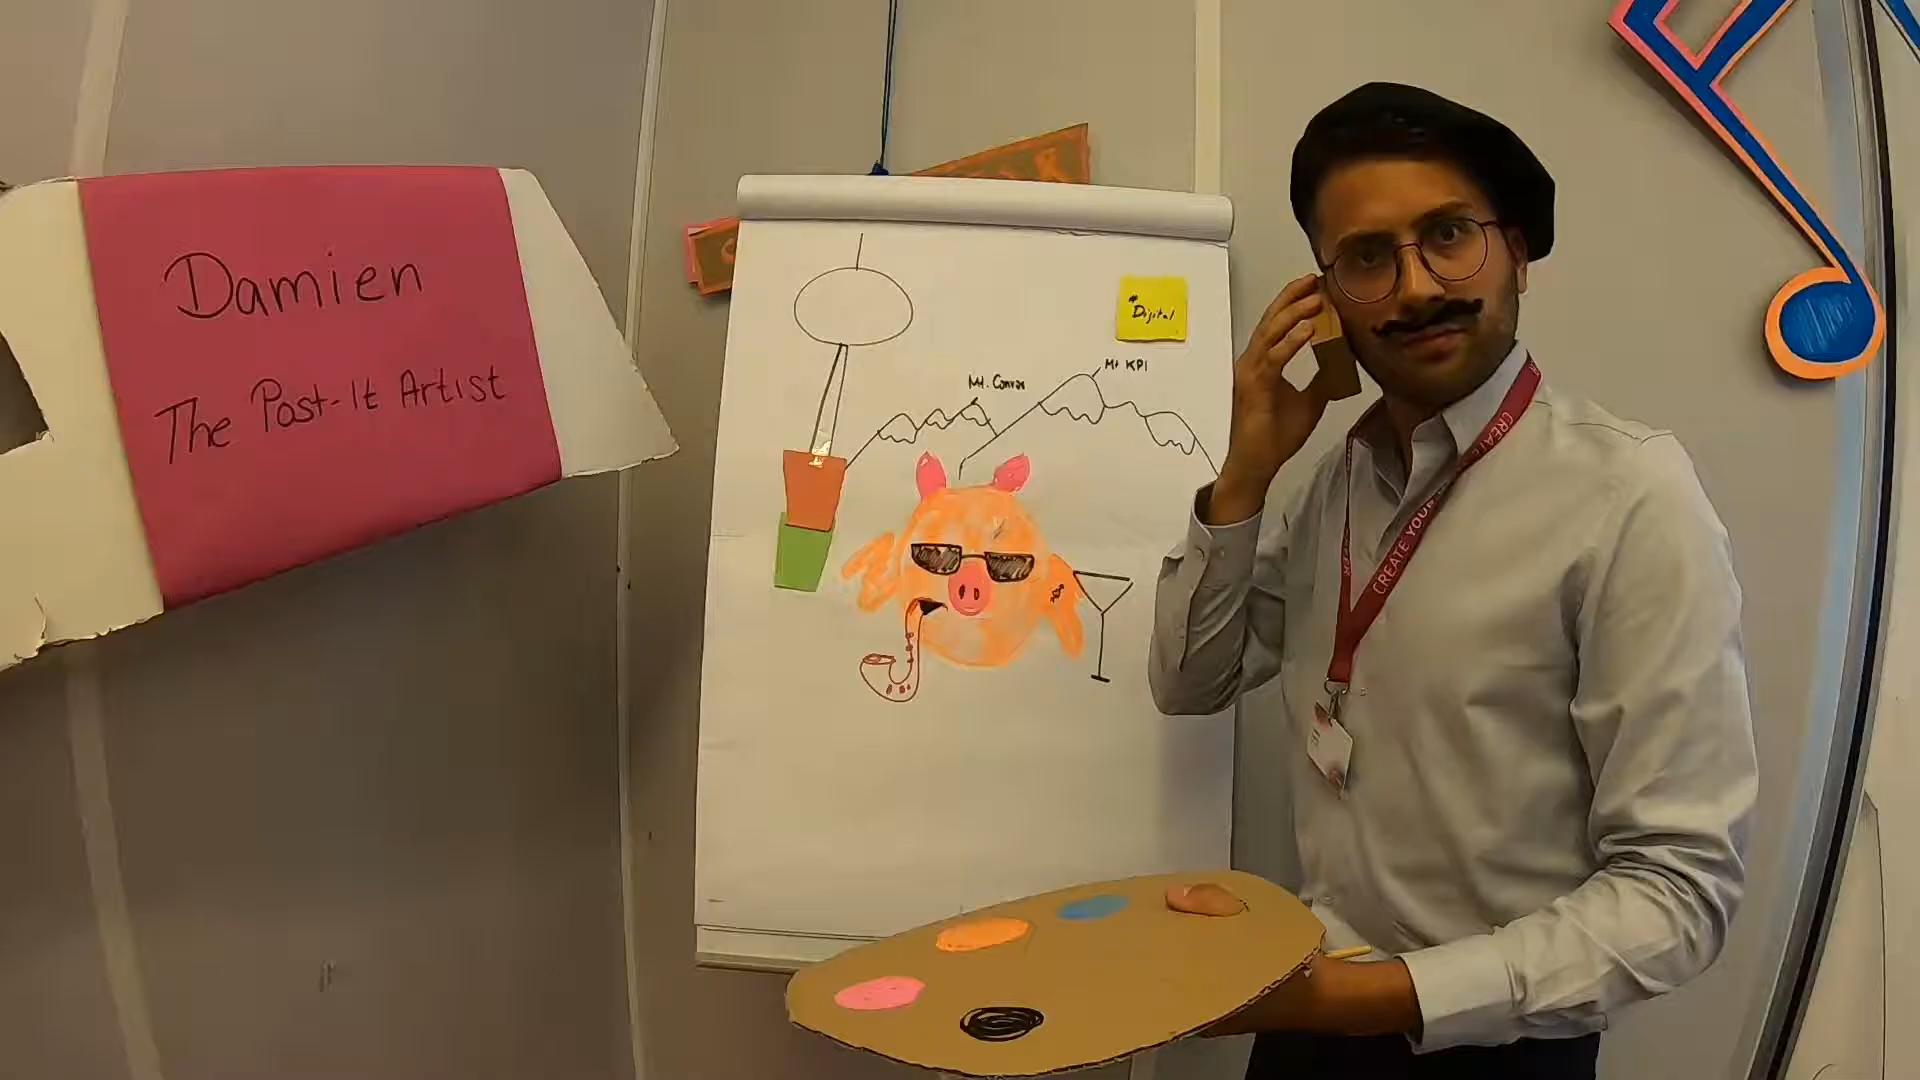 Damien
The Post-It Artist
*Digital
Mt. Canvas
Mt KPI
CREATE YOUR